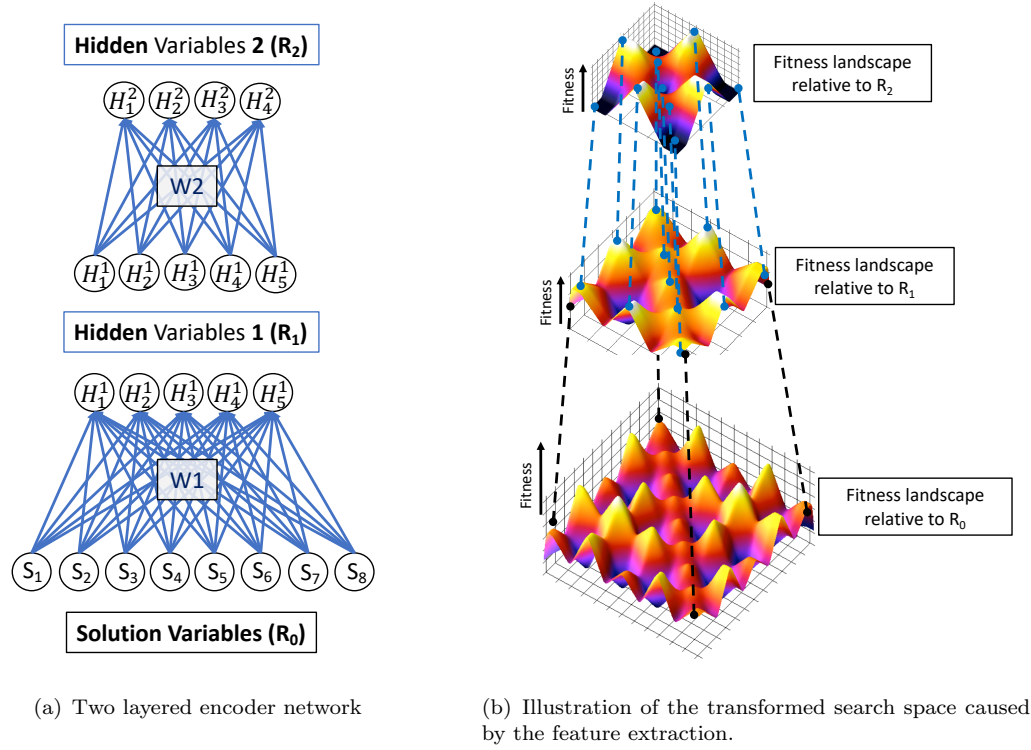 Hidden Variables 2 (R₂)
H₁² H₂² H₃² H₄²
W2
H₁¹ H₂¹ H₃¹ H₄¹ H₅¹
Hidden Variables 1 (R₁)
H₁¹ H₂¹ H₃¹ H₄¹ H₅¹
W1
S₁ S₂ S₃ S₄ S₅ S₆ S₇ S₈
Solution Variables (R₀)
(a) Two layered encoder network
Fitness
Fitness landscape
relative to R₂
Fitness
Fitness landscape
relative to R₁
Fitness
Fitness landscape
relative to R₀
(b) Illustration of the transformed search space caused
by the feature extraction.